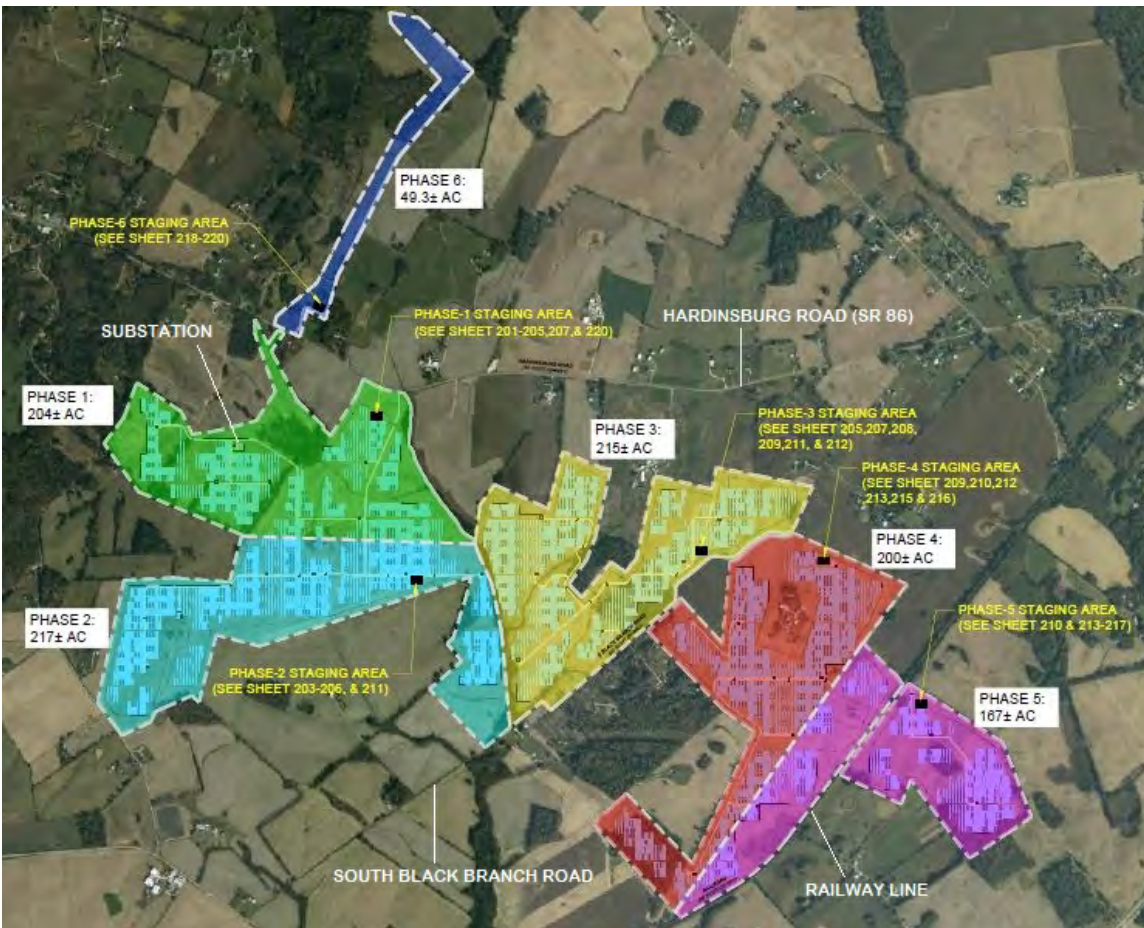 PHASE 6:
49.3± AC
PHASE-6 STAGING AREA
(SEE SHEET 218-220)
SUBSTATION
PHASE-1 STAGING AREA
(SEE SHEET 201-205,207,& 220)
HARDINSBURG ROAD (SR 86)
PHASE 1:
204± AC
PHASE 3:
215± AC
PHASE-3 STAGING AREA
(SEE SHEET 205,207,208,
209,211, & 212)
PHASE-4 STAGING AREA
(SEE SHEET 209,210,212
,213,215 & 216)
PHASE 4:
200± AC
PHASE 2:
217± AC
PHASE-2 STAGING AREA
(SEE SHEET 203-206, & 211)
PHASE-5 STAGING AREA
(SEE SHEET 210 & 213-217)
PHASE 5:
167± AC
SOUTH BLACK BRANCH ROAD
RAILWAY LINE